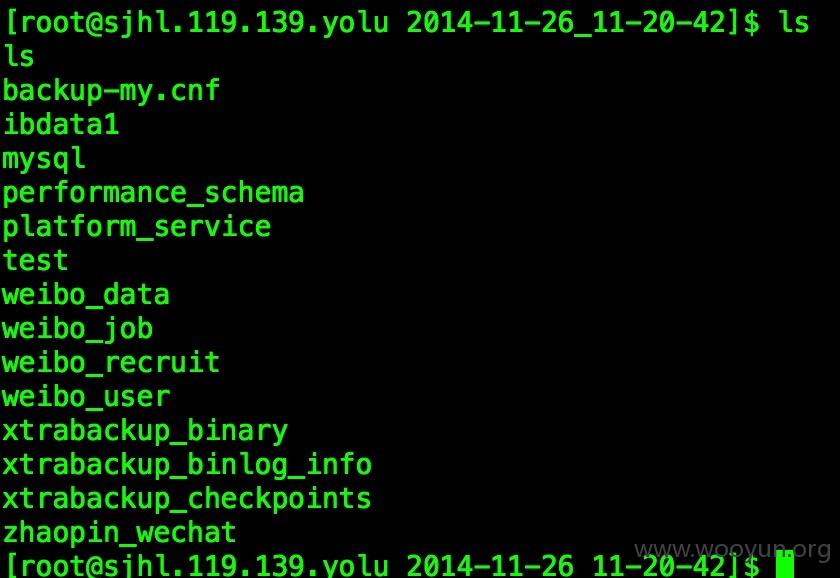 [root@sjhl.119.139.yolu 2014-11-26_11-20-42]$ ls
ls
backup-my.cnf
ibdata1
mysql
performance_schema
platform_service
test
weibo_data
weibo_job
weibo_recruit
weibo_user
xtrabackup_binary
xtrabackup_binlog_info
xtrabackup_checkpoints
zhaopin_wechat
[root@sjhl.119.139.yolu 2014-11-26_11-20-42]$
www.wooyun.org